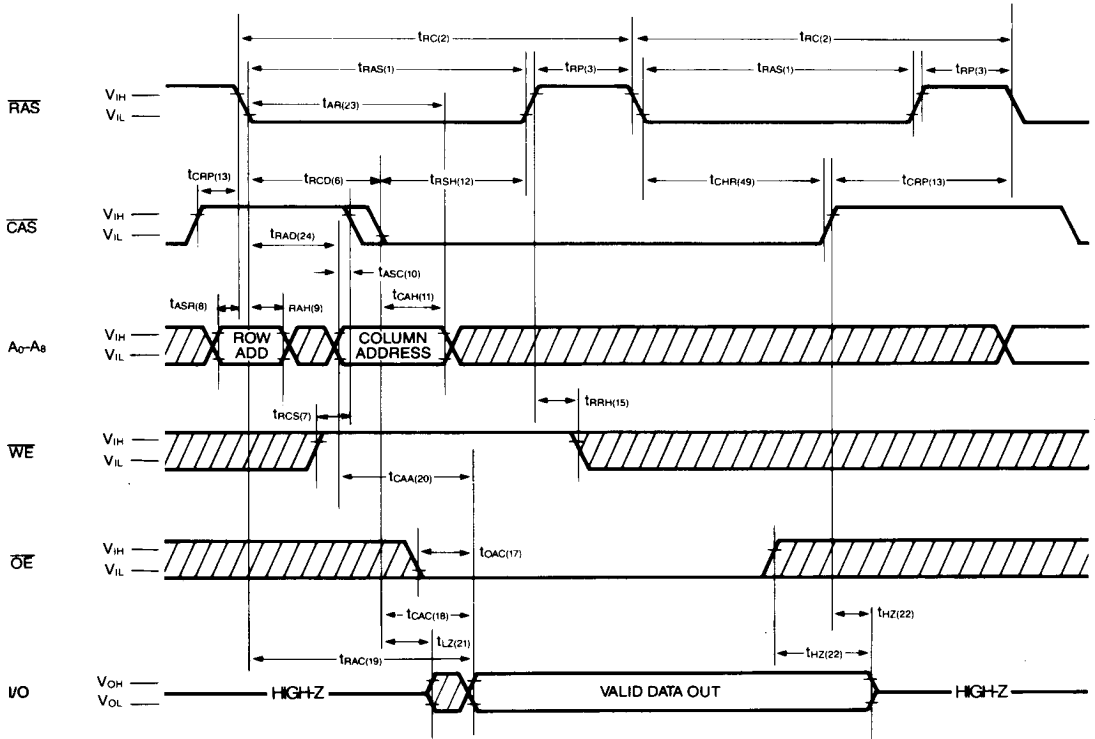 tRC(2) tRC(2)
tRAS(1) tRP(3) tRAS(1) tRP(3)
RAS VIH VIL tAR(23)
tCRP(13) tRCD(6) tRSH(12) tCHR(49) tCRP(13)
CAS VIH VIL
tRAD(24)
tASC(10)
tASR(8) RAH(9) tCAH(11)
A0–A8 VIH VIL ROW ADD COLUMN ADDRESS
tRCS(7) tRRH(15)
WE VIH VIL
tCAA(20)
OE VIH VIL tOAC(17)
tCAC(18) tHZ(22)
tLZ(21)
tRAC(19) tHZ(22)
I/O VOH VOL HIGH-Z VALID DATA OUT HIGH-Z